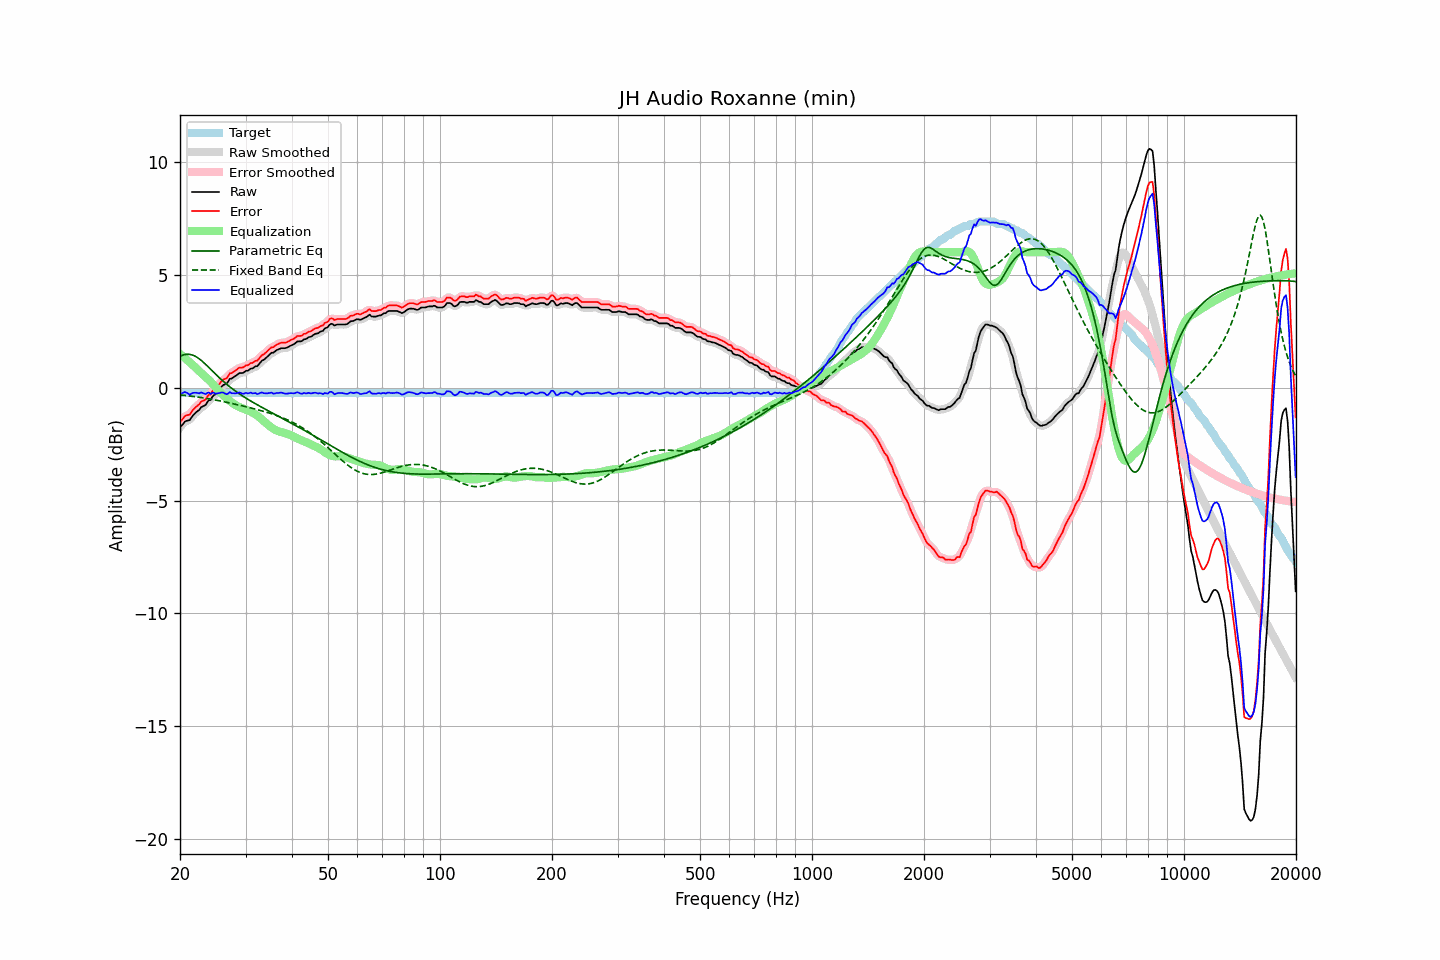 JH Audio Roxanne (min)
Target
Raw Smoothed
Error Smoothed
Raw
Error
Equalization
Parametric Eq
Fixed Band Eq
Equalized
10
5
0
−5
−10
−15
−20
Amplitude (dBr)
20 50 100 200 500 1000 2000 5000 10000 20000
Frequency (Hz)